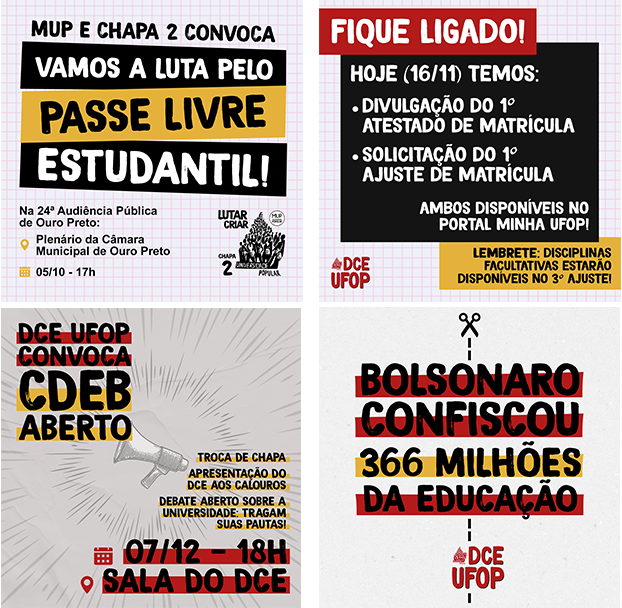 MUP E CHAPA 2 CONVOCA
VAMOS A LUTA PELO
PASSE LIVRE
ESTUDANTIL!
Na 24ª Audiência Pública
de Ouro Preto:
Plenário da Câmara
Municipal de Ouro Preto
05/10 - 17h
LUTAR
CRIAR
MUP
CHAPA
2
UNIVERSIDADE
POPULAR
FIQUE LIGADO!
HOJE (16/11) TEMOS:
• DIVULGAÇÃO DO 1º
ATESTADO DE MATRÍCULA
• SOLICITAÇÃO DO 1º
AJUSTE DE MATRÍCULA
AMBOS DISPONÍVEIS NO
PORTAL MINHA UFOP!
LEMBRETE: DISCIPLINAS
FACULTATIVAS ESTARÃO
DISPONÍVEIS NO 3º AJUSTE!
DCE
UFOP
DCE UFOP
CONVOCA
CDEB
ABERTO
TROCA DE CHAPA
APRESENTAÇÃO DO
DCE AOS CALOUROS
DEBATE ABERTO SOBRE A
UNIVERSIDADE: TRAGAM
SUAS PAUTAS!
07/12 – 18H
SALA DO DCE
BOLSONARO
CONFISCOU
366 MILHÕES
DA EDUCAÇÃO
DCE
UFOP